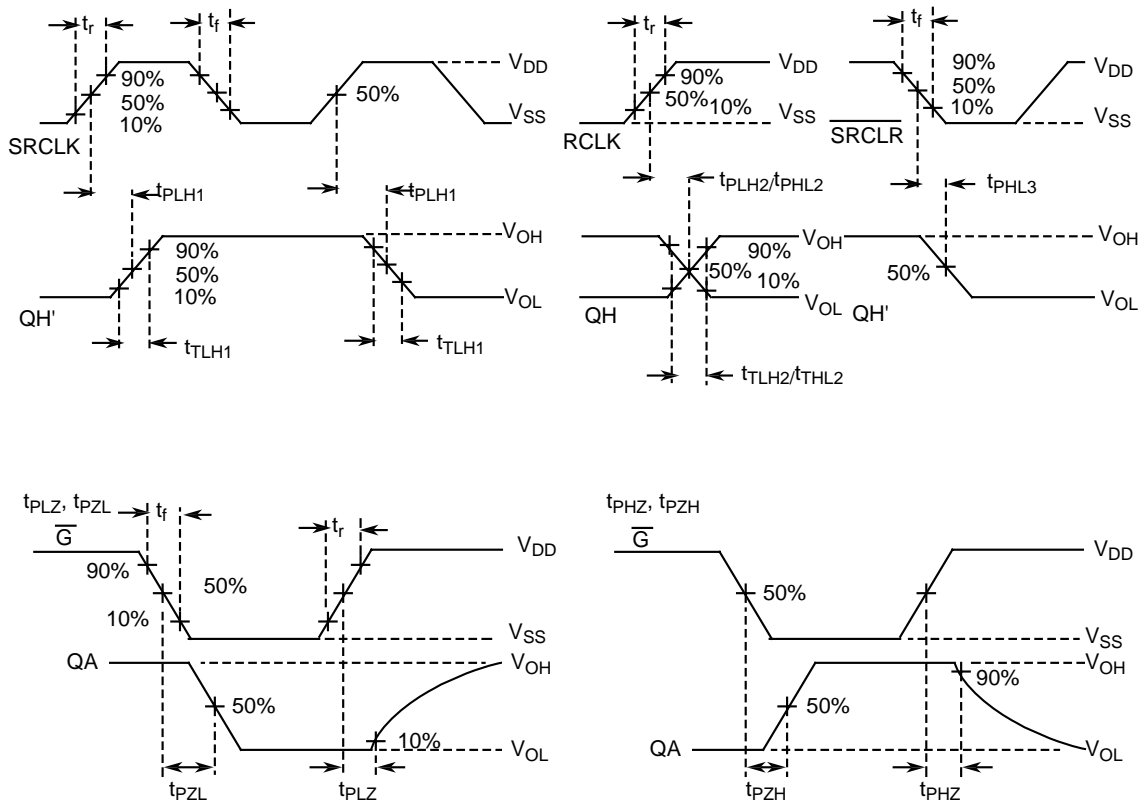 tr
tf
90%
50%
10%
50%
VDD
VSS
SRCLK
tPLH1
tPLH1
90%
50%
10%
VOH
VOL
QH'
tTLH1
tTLH1
tr
90%
50%
10%
VDD
VSS
RCLK
tPLH2/tPHL2
VOH
90%
50%
10%
VOL
QH
tTLH2/tTHL2
tf
90%
50%
10%
VDD
VSS
SRCLR
tPHL3
VOH
50%
VOL
QH'
tPLZ, tPZL
tf
tr
G
90%
50%
10%
VDD
VSS
QA
VOH
50%
10%
VOL
tPZL
tPLZ
tPHZ, tPZH
G
VDD
50%
VSS
VOH
90%
50%
QA
VOL
tPZH
tPHZ